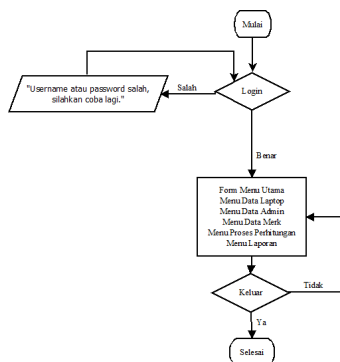 Mulai
"Username atau password salah,
silahkan coba lagi."
Salah
Login
Benar
Form Menu Utama
Menu Data Laptop
Menu Data Admin
Menu Data Merk
Menu Proses Perhitungan
Menu Laporan
Keluar
Tidak
Ya
Selesai